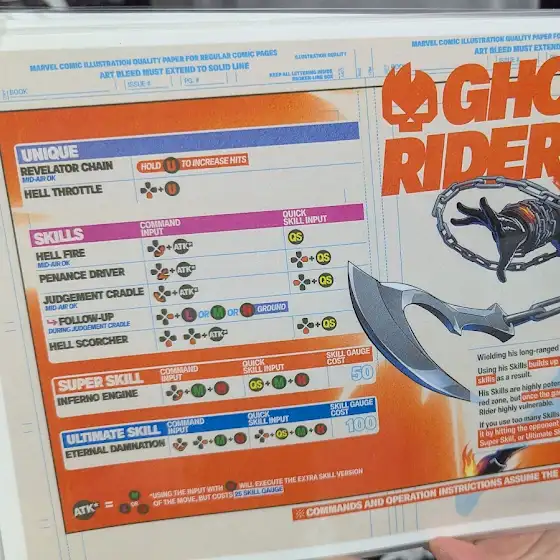 MARVEL COMIC ILLUSTRATION QUALITY PAPER FOR REGULAR COMIC PAGES
ART BLEED MUST EXTEND TO SOLID LINE
BOOK ISSUE # PG #
KEEP ALL LETTERING INSIDE
BROKEN-LINE BOX
MARVEL COMIC ILLUSTRATION QUALITY PAPER FO
ART BLEED MUST EXTEN
GHO
RIDER
UNIQUE
REVELATOR CHAIN HOLD U TO INCREASE HITS
MID-AIR OK
HELL THROTTLE + U
SKILLS COMMAND INPUT QUICK SKILL INPUT
HELL FIRE + ATK* QS
MID-AIR OK
PENANCE DRIVER + ATK* + QS
JUDGEMENT CRADLE + ATK* + QS
MID-AIR OK
FOLLOW-UP + L OR M OR H GROUND
DURING JUDGEMENT CRADLE
HELL SCORCHER + ATK* + QS
SUPER SKILL COMMAND INPUT QUICK SKILL INPUT SKILL GAUGE COST
INFERNO ENGINE + M + H QS + M + H 50
ULTIMATE SKILL COMMAND INPUT QUICK SKILL INPUT SKILL GAUGE COST
ETERNAL DAMNATION + M + H + QS + M + H 100
ATK* =
*USING THE INPUT WITH WILL EXECUTE THE EXTRA SKILL VERSION
OF THE MOVE, BUT COSTS 25 SKILL GAUGE
Wielding his long-ranged
Using his Skills builds up
skills as a result.
His Skills are highly poten
red zone, but once the gau
Rider highly vulnerable.
If you use too many Skills
it by hitting the opponent
Super Skill, or Ultimate S
COMMANDS AND OPERATION INSTRUCTIONS ASSUME THE